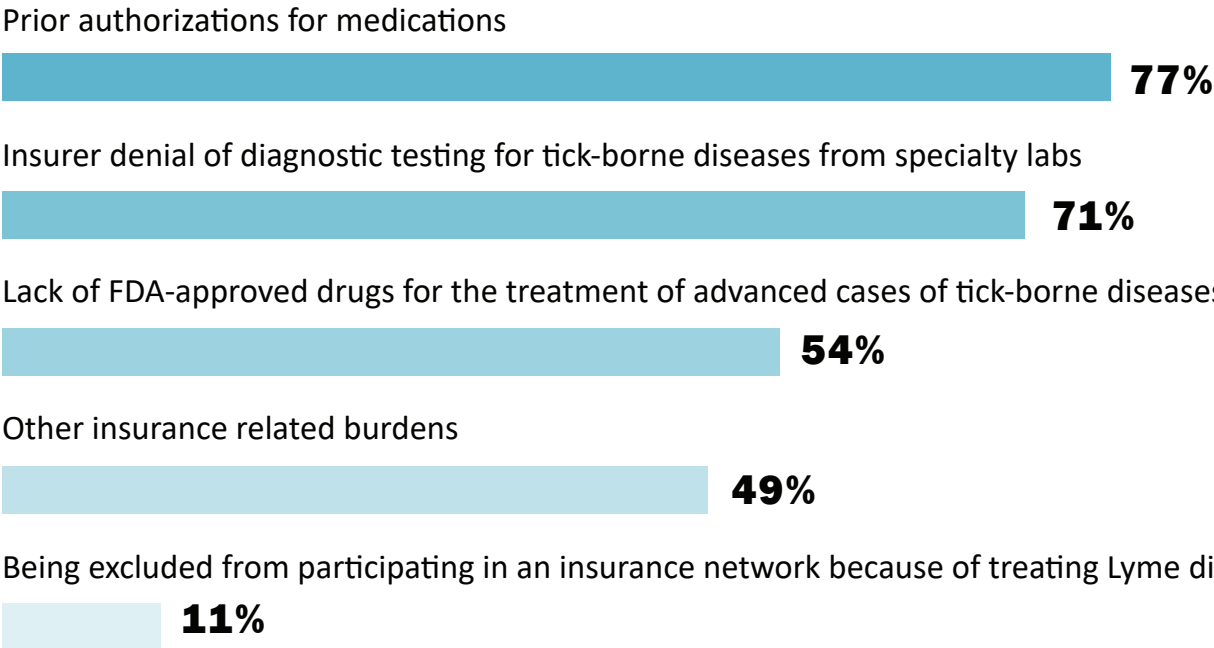 Prior authorizations for medications
77%
Insurer denial of diagnostic testing for tick-borne diseases from specialty labs
71%
Lack of FDA-approved drugs for the treatment of advanced cases of tick-borne diseases
54%
Other insurance related burdens
49%
Being excluded from participating in an insurance network because of treating Lyme di
11%